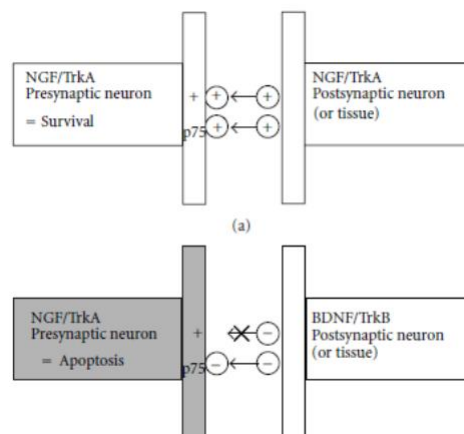 NGF/TrkA
Presynaptic neuron
= Survival
+ + +
p75 + +
NGF/TrkA
Postsynaptic neuron
(or tissue)
(a)
NGF/TrkA
Presynaptic neuron
= Apoptosis
+ −
p75 − −
BDNF/TrkB
Postsynaptic neuron
(or tissue)